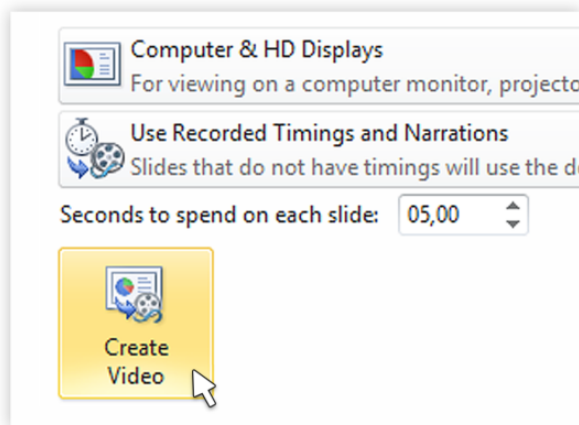 Computer & HD Displays
For viewing on a computer monitor,
Use Recorded Timings and Narrations
Slides that do not have timings will use the
Seconds to spend on each slide: 05,00
Create
Video